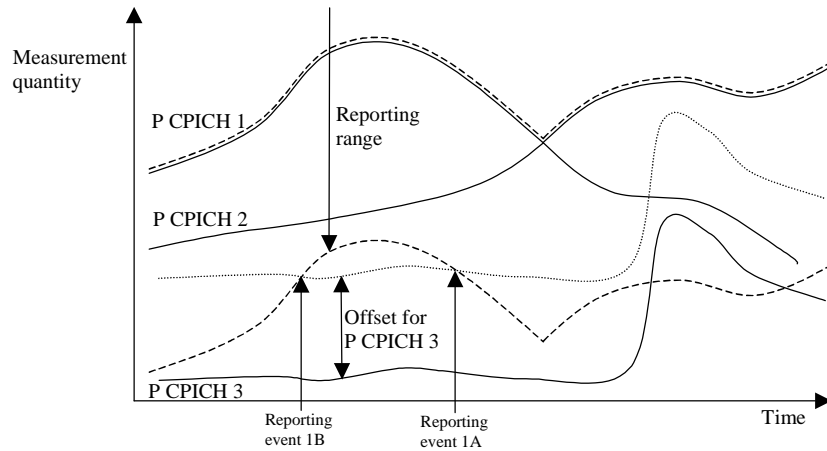 Measurement
quantity
P CPICH 1
Reporting
range
P CPICH 2
Offset for
P CPICH 3
P CPICH 3
Time
Reporting
event 1B
Reporting
event 1A